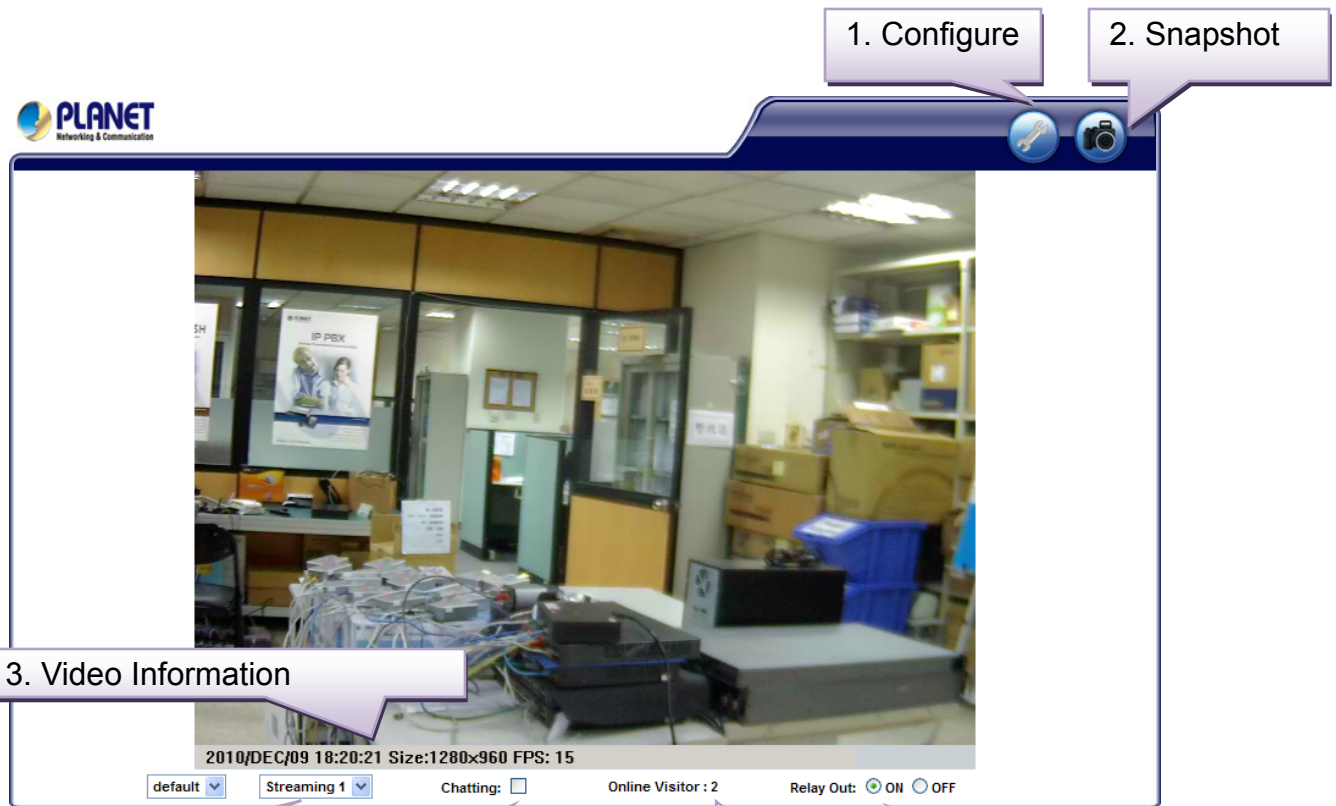 1. Configure
2. Snapshot
PLANET
Networking & Communication
SH
IP PBX
3. Video Information
2010/DEC/09 18:20:21 Size:1280x960 FPS: 15
default
Streaming 1
Chatting:
Online Visitor : 2
Relay Out: ON OFF